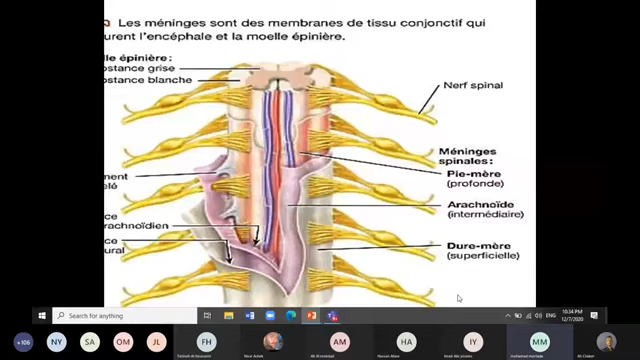 Les méninges sont des membranes de tissu conjonctif qui
urent l'encéphale et la moelle épinière.
lle épinière:
ostance grise
ostance blanche
Nerf spinal
Méninges
spinales:
Pie-mère
(profonde)
ment
elé
Arachnoïde
(intermédiaire)
ce
rachnoïdien
ce
ural
Dure-mère
(superficielle)
Search for anything
ENG
10:34 PM
12/7/2020
+106
NY
SA
OM
JL
FH
AM
HA
IY
MM
AC